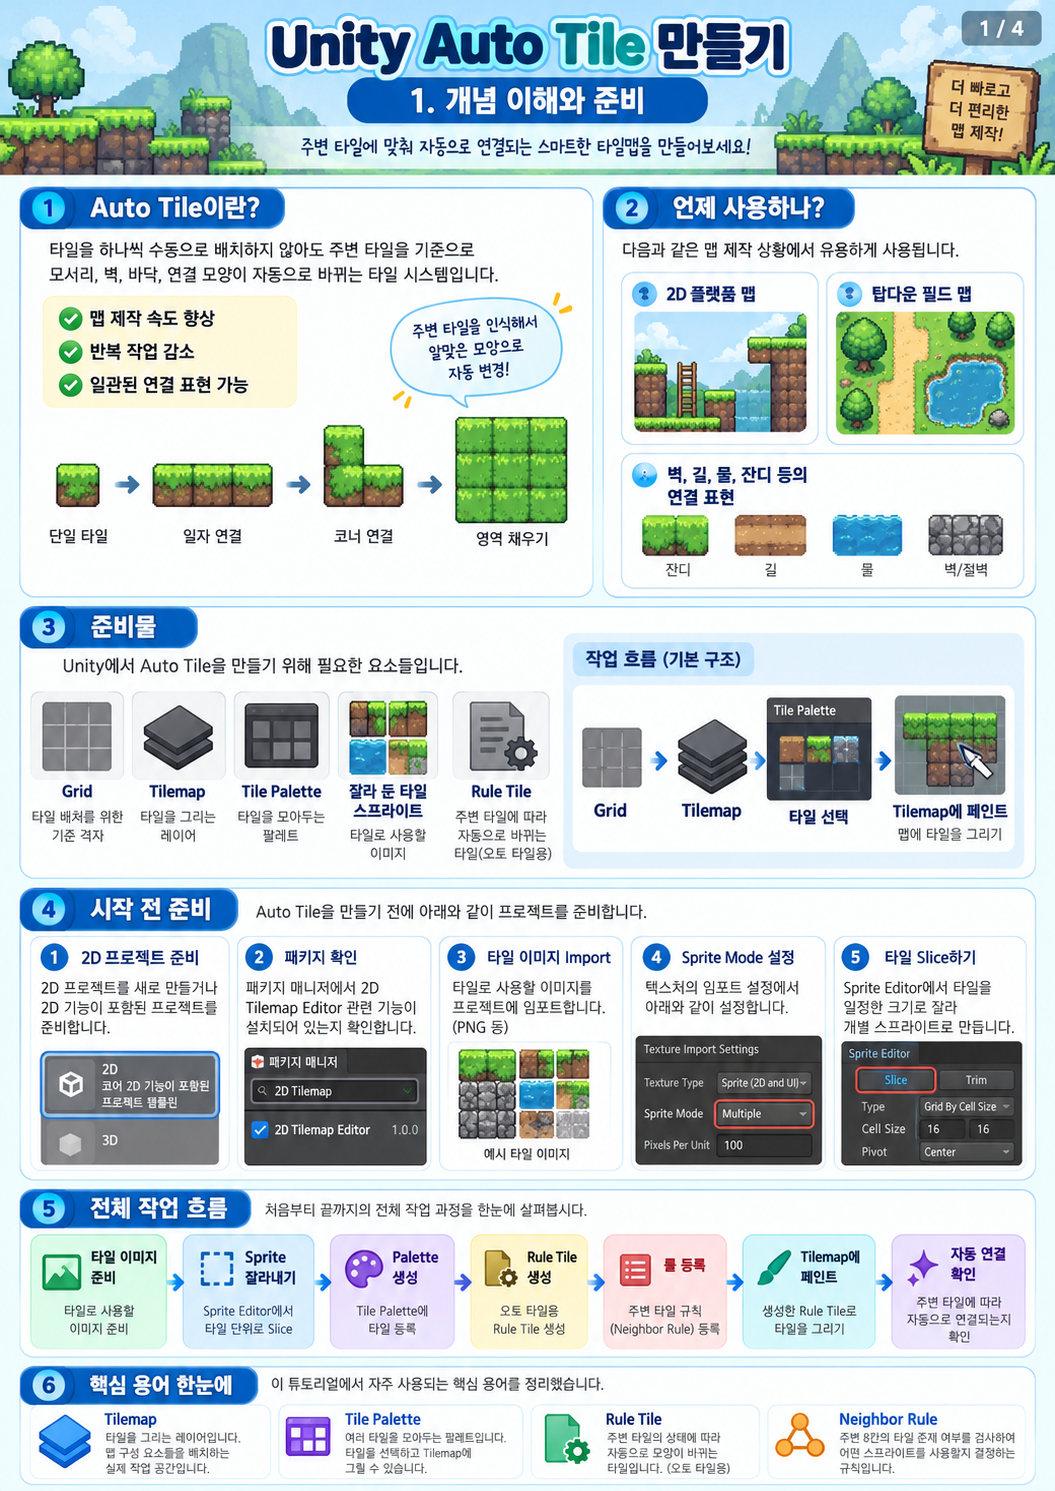 Unity Auto Tile 만들기
1 / 4
1. 개념 이해와 준비
주변 타일에 맞춰 자동으로 연결되는 스마트한 타일맵을 만들어보세요!
더 빠로고
더 편리한
맵 제작!
1 Auto Tile이란?
타일을 하나씩 수동으로 배치하지 않아도 주변 타일을 기준으로
모서리, 벽, 바닥, 연결 모양이 자동으로 바뀌는 타일 시스템입니다.
맵 제작 속도 향상
반복 작업 감소
일관된 연결 표현 가능
주변 타일을 인식해서
알맞은 모양으로
자동 변경!
단일 타일
일자 연결
코너 연결
영역 채우기
2 언제 사용하나?
다음과 같은 맵 제작 상황에서 유용하게 사용됩니다.
2D 플랫폼 맵
탑다운 필드 맵
벽, 길, 물, 잔디 등의
연결 표현
잔디
길
물
벽/절벽
3 준비물
Unity에서 Auto Tile을 만들기 위해 필요한 요소들입니다.
Grid
타일 배처를 위한
기준 격자
Tilemap
타일을 그리는
레이어
Tile Palette
타일을 모아두는
팔레트
잘라 둔 타일
스프라이트
타일로 사용할
이미지
Rule Tile
주변 타일에 따라
자동으로 바뀌는
타일(오토 타일용)
작업 흐름 (기본 구조)
Grid
Tilemap
Tile Palette
타일 선택
Tilemap에 페인트
맵에 타일을 그리기
4 시작 전 준비
Auto Tile을 만들기 전에 아래와 같이 프로젝트를 준비합니다.
1 2D 프로젝트 준비
2D 프로젝트를 새로 만들거나
2D 기능이 포함된 프로젝트를
준비합니다.
2D
코어 2D 기능이 포함된
프로젝트 템플린
3D
2 패키지 확인
패키지 매니저에서 2D
Tilemap Editor 관련 기능이
설치되어 있는지 확인합니다.
패키지 매니저
2D Tilemap
2D Tilemap Editor 1.0.0
3 타일 이미지 Import
타일로 사용할 이미지를
프로젝트에 임포트합니다.
(PNG 등)
예시 타일 이미지
4 Sprite Mode 설정
텍스처의 임포트 설정에서
아래와 같이 설정합니다.
Texture Import Settings
Texture Type Sprite (2D and UI)
Sprite Mode Multiple
Pixels Per Unit 100
5 타일 Slice하기
Sprite Editor에서 타일을
일정한 크기로 잘라
개별 스프라이트로 만듭니다.
Sprite Editor
Slice Trim
Type Grid By Cell Size
Cell Size 16 16
Pivot Center
5 전체 작업 흐름
처음부터 끝까지의 전체 작업 과정을 한눈에 살펴봅시다.
타일 이미지
준비
타일로 사용할
이미지 준비
Sprite
잘라내기
Sprite Editor에서
타일 단위로 Slice
Palette
생성
Tile Palette에
타일 등록
Rule Tile
생성
오토 타일용
Rule Tile 생성
룰 등록
주변 타일 규칙
(Neighbor Rule) 등록
Tilemap에
페인트
생성한 Rule Tile로
타일을 그리기
자동 연결
확인
주변 타일에 따라
자동으로 연결되는지
확인
6 핵심 용어 한눈에
이 튜토리얼에서 자주 사용되는 핵심 용어를 정리했습니다.
Tilemap
타일을 그리는 레이어입니다.
맵 구성 요소들을 배치하는
실제 작업 공간입니다.
Tile Palette
여러 타일을 모아두는 팔레트입니다.
타일을 선택하고 Tilemap에
그릴 수 있습니다.
Rule Tile
주변 타일의 상태에 따라
자동으로 모양이 바뀌는
타일입니다. (오토 타일용)
Neighbor Rule
주변 8칸의 타일 준재 여부를 검사하여
어떤 스프라이트를 사용할지 결정하는
규칙입니다.